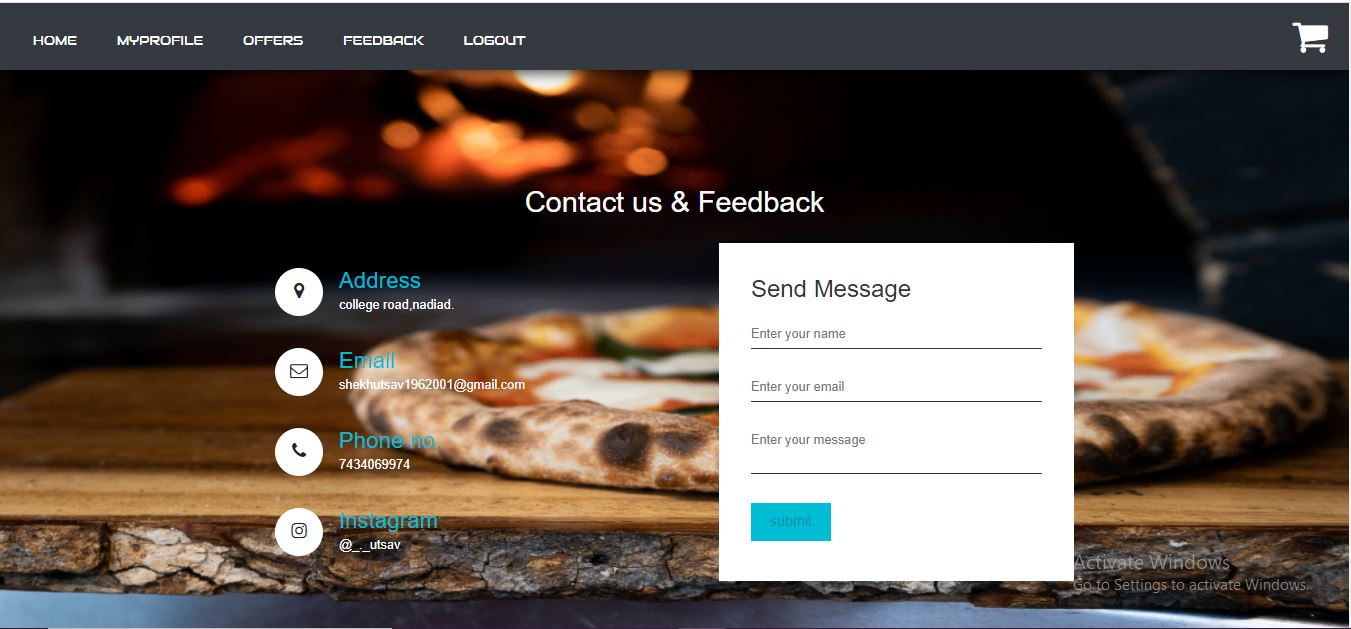 HOME MYPROFILE OFFERS FEEDBACK LOGOUT
Contact us & Feedback
Address
college road,nadiad.
Email
shekhutsav1962001@gmail.com
Phone no.
7434069974
Instagram
@_._utsav
Send Message
Enter your name
Enter your email
Enter your message
submit
Activate Windows
Go to Settings to activate Windows.